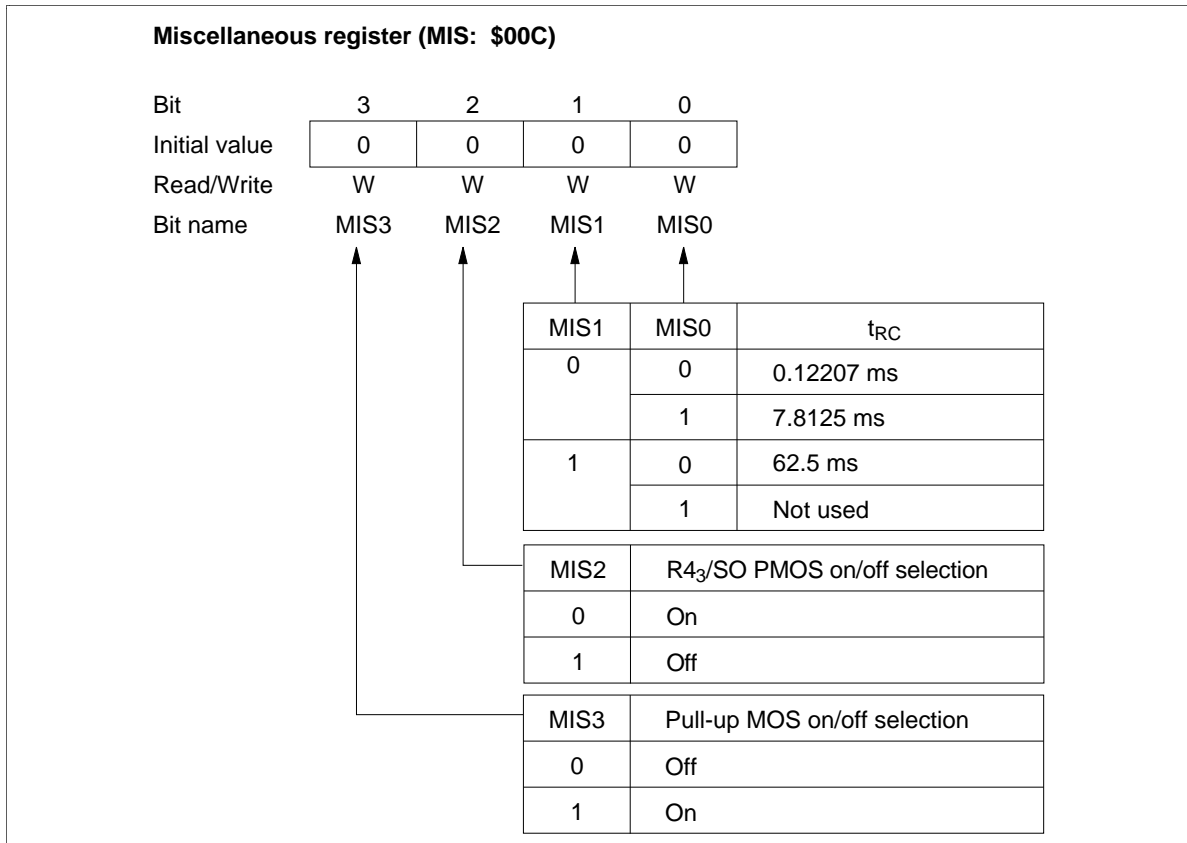 Miscellaneous register (MIS: $00C)
Bit 3 2 1 0
Initial value 0 0 0 0
Read/Write W W W W
Bit name MIS3 MIS2 MIS1 MIS0
MIS1 MIS0 tRC
0 0 0.12207 ms
1 7.8125 ms
1 0 62.5 ms
1 Not used
MIS2 R43/SO PMOS on/off selection
0 On
1 Off
MIS3 Pull-up MOS on/off selection
0 Off
1 On